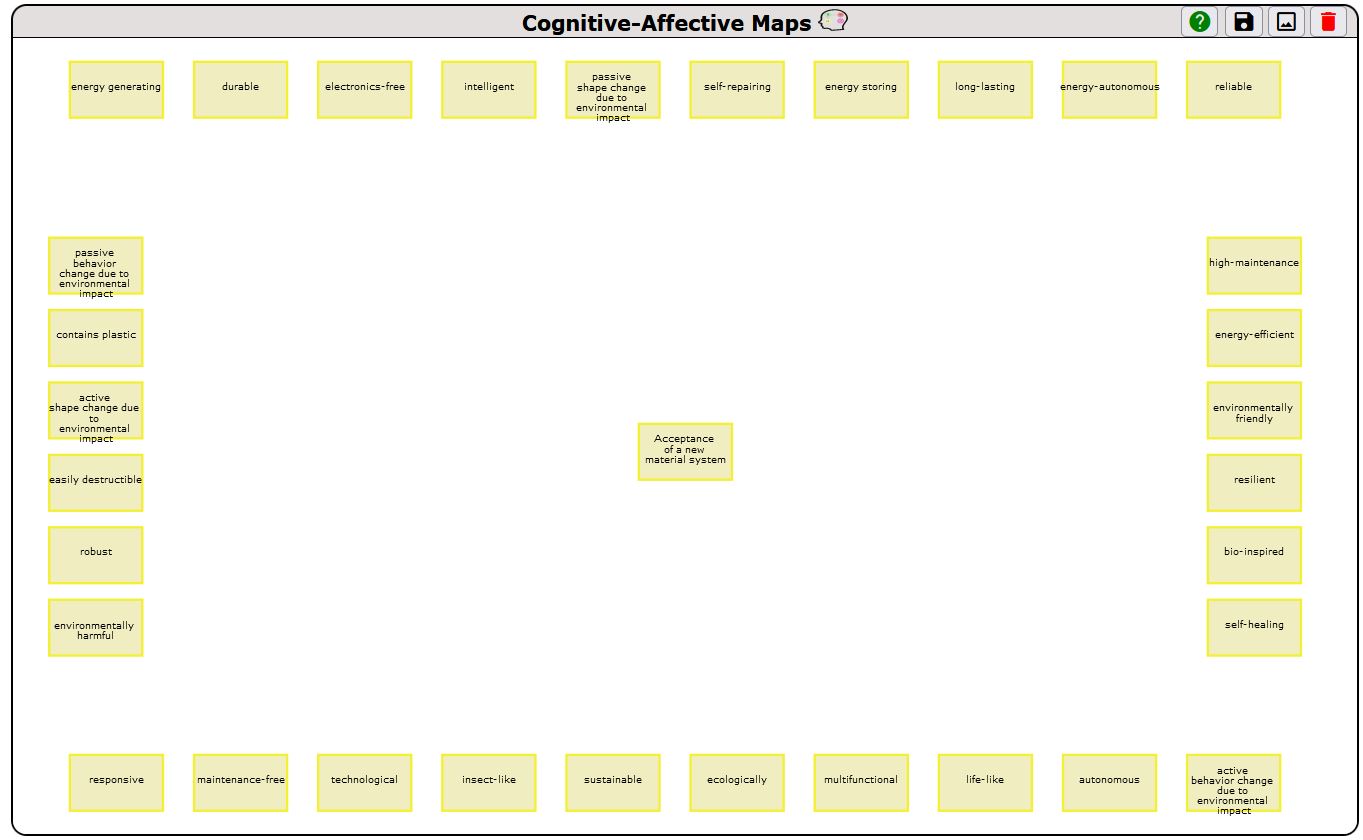 Cognitive-Affective Maps
energy generating
durable
electronics-free
intelligent
passive
shape change
due to
environmental
impact
self-repairing
energy storing
long-lasting
energy-autonomous
reliable
passive
behavior
change due to
environmental
impact
contains plastic
active
shape change due
to
environmental
impact
easily destructible
robust
environmentally
harmful
Acceptance
of a new
material system
high-maintenance
energy-efficient
environmentally
friendly
resilient
bio-inspired
self-healing
responsive
maintenance-free
technological
insect-like
sustainable
ecologically
multifunctional
life-like
autonomous
active
behavior change
due to
environmental
impact